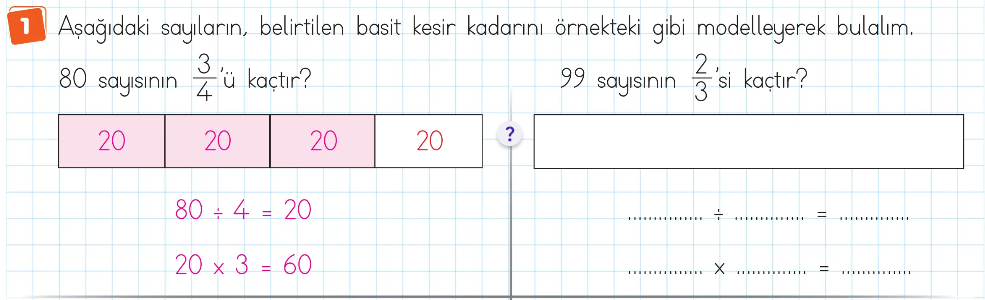 1 Aşağıdaki sayıların, belirtilen basit kesir kadarını örnekteki gibi modelleyerek bulalım.
80 sayısının 3/4'ü kaçtır?
20 20 20 20
80 ÷ 4 = 20
20 x 3 = 60
?
99 sayısının 2/3'si kaçtır?
............... ÷ .............. = ..............
............... x .............. = ..............